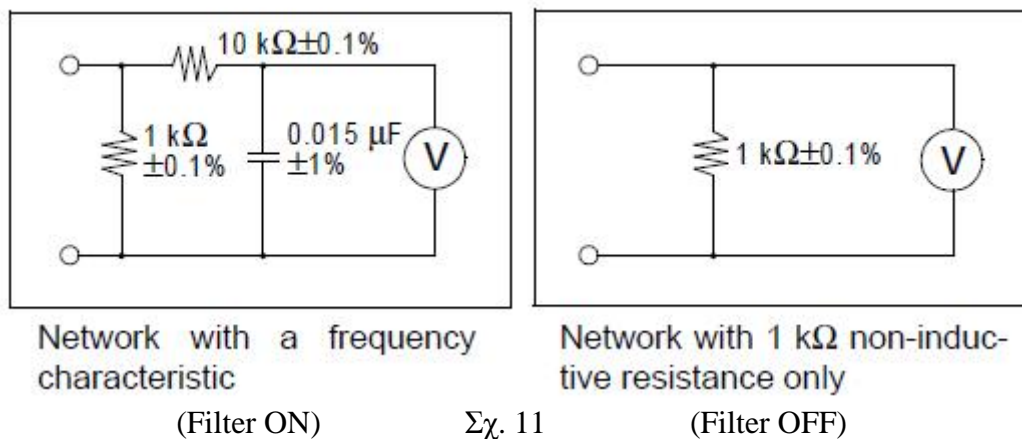 10 kΩ±0.1%
1 kΩ
±0.1%
0.015 µF
±1%
V
1 kΩ±0.1%
V
Network with a frequency
characteristic
Network with 1 kΩ non-induc-
tive resistance only
(Filter ON) Σχ. 11 (Filter OFF)